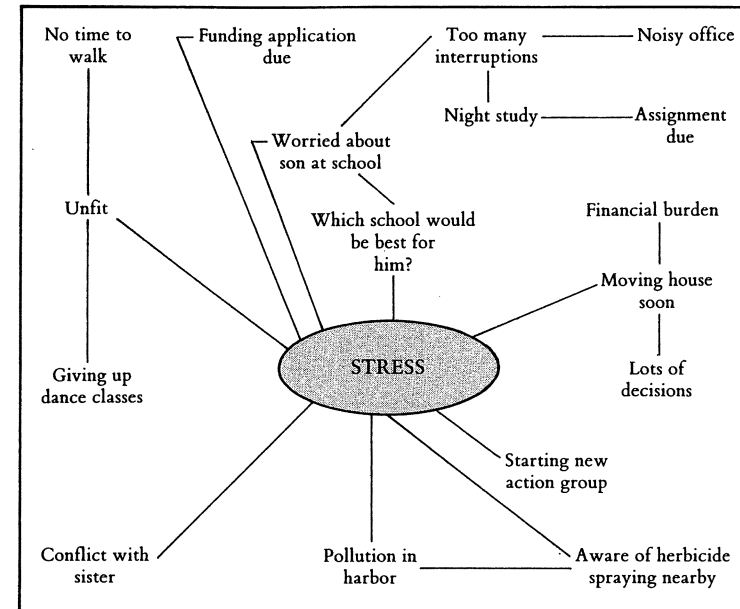 No time to
walk
Funding application
due
Too many
interruptions
Noisy office
Night study
Assignment
due
Worried about
son at school
Unfit
Which school would
be best for
him?
Financial burden
Moving house
soon
STRESS
Giving up
dance classes
Lots of
decisions
Starting new
action group
Conflict with
sister
Pollution in
harbor
Aware of herbicide
spraying nearby